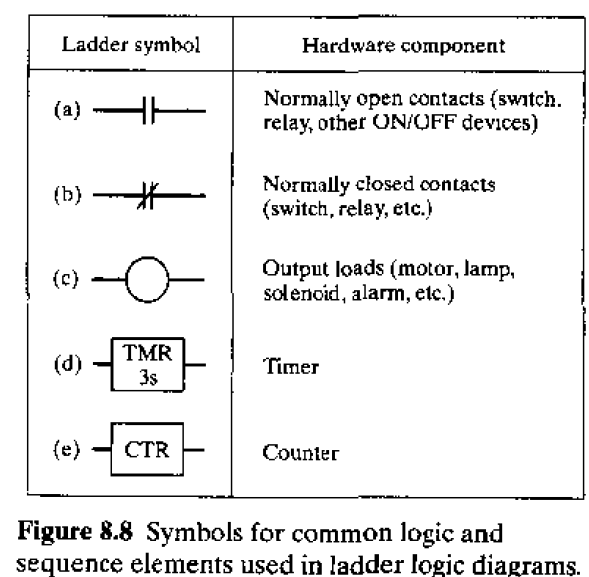 Ladder symbol Hardware component
(a) Normally open contacts (switch,
relay, other ON/OFF devices)
(b) Normally closed contacts
(switch, relay, etc.)
(c) Output loads (motor, lamp,
solenoid, alarm, etc.)
(d) TMR
3s
Timer
(e) CTR Counter
Figure 8.8 Symbols for common logic and
sequence elements used in ladder logic diagrams.